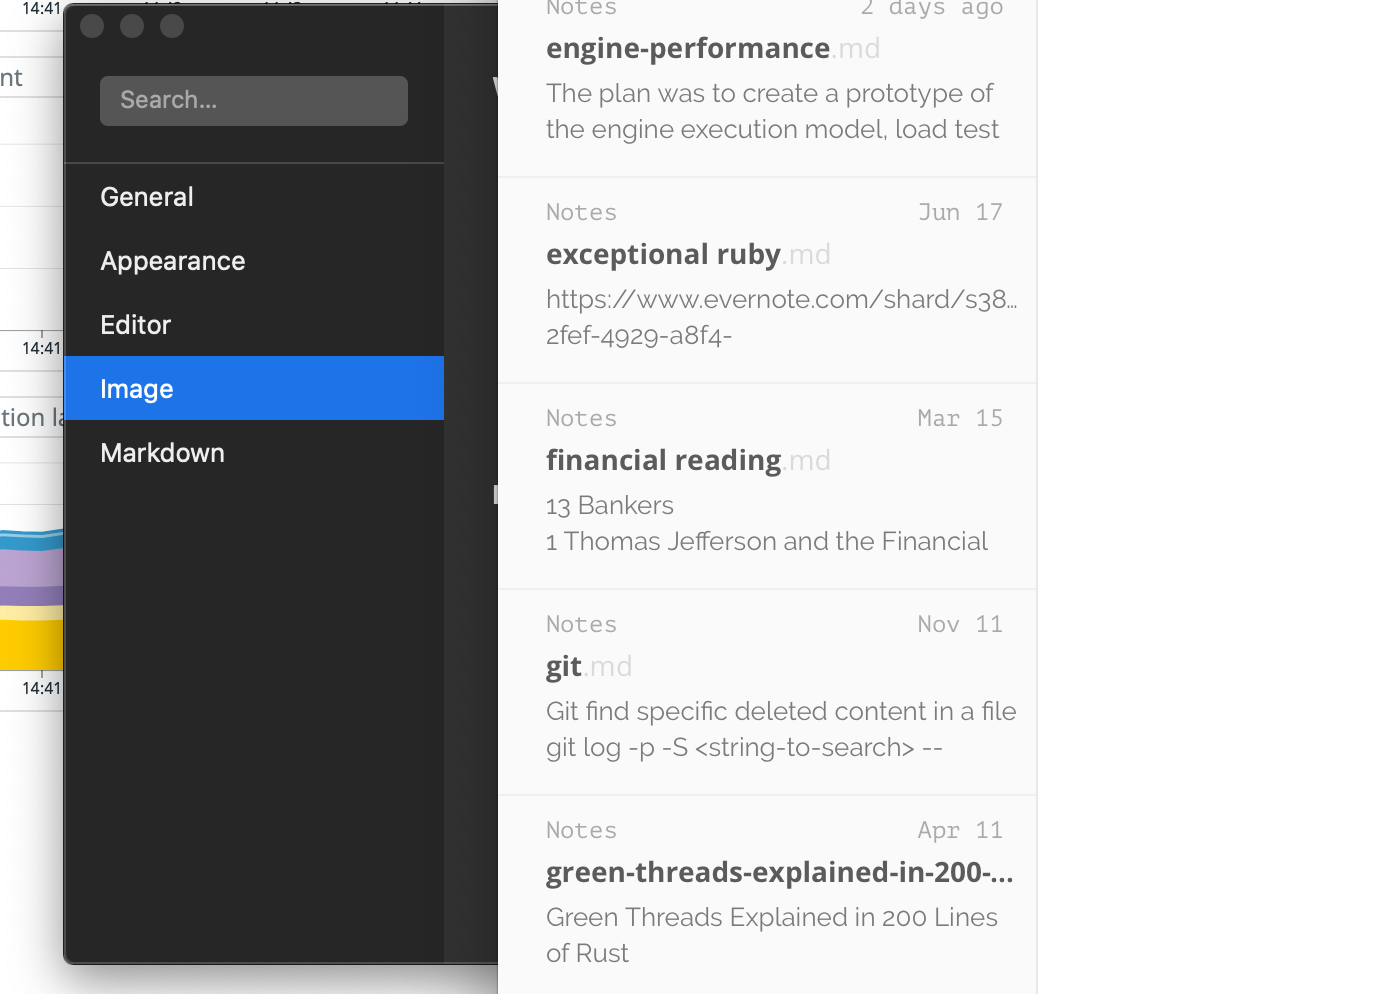 14:41
nt
14:41
tion la
14:41
Search...
General
Appearance
Editor
Image
Markdown
Notes 2 days ago
engine-performance.md
The plan was to create a prototype of
the engine execution model, load test
Notes Jun 17
exceptional ruby.md
https://www.evernote.com/shard/s38…
2fef-4929-a8f4-
Notes Mar 15
financial reading.md
13 Bankers
1 Thomas Jefferson and the Financial
Notes Nov 11
git.md
Git find specific deleted content in a file
git log -p -S <string-to-search> --
Notes Apr 11
green-threads-explained-in-200-...
Green Threads Explained in 200 Lines
of Rust